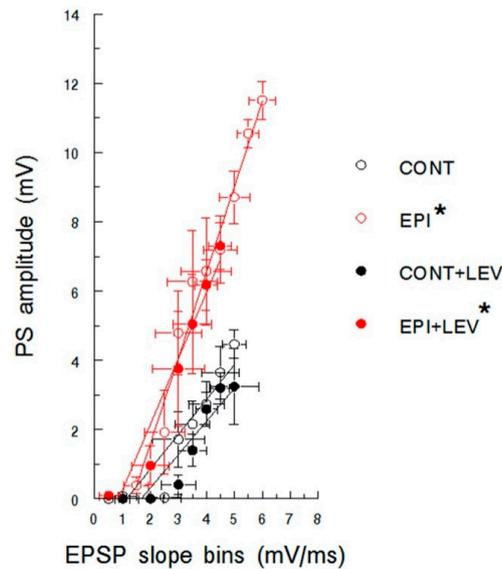 14
12
10
8
6
4
2
0
PS amplitude (mV)
0 1 2 3 4 5 6 7 8
EPSP slope bins (mV/ms)
CONT
EPI*
CONT+LEV
EPI+LEV*